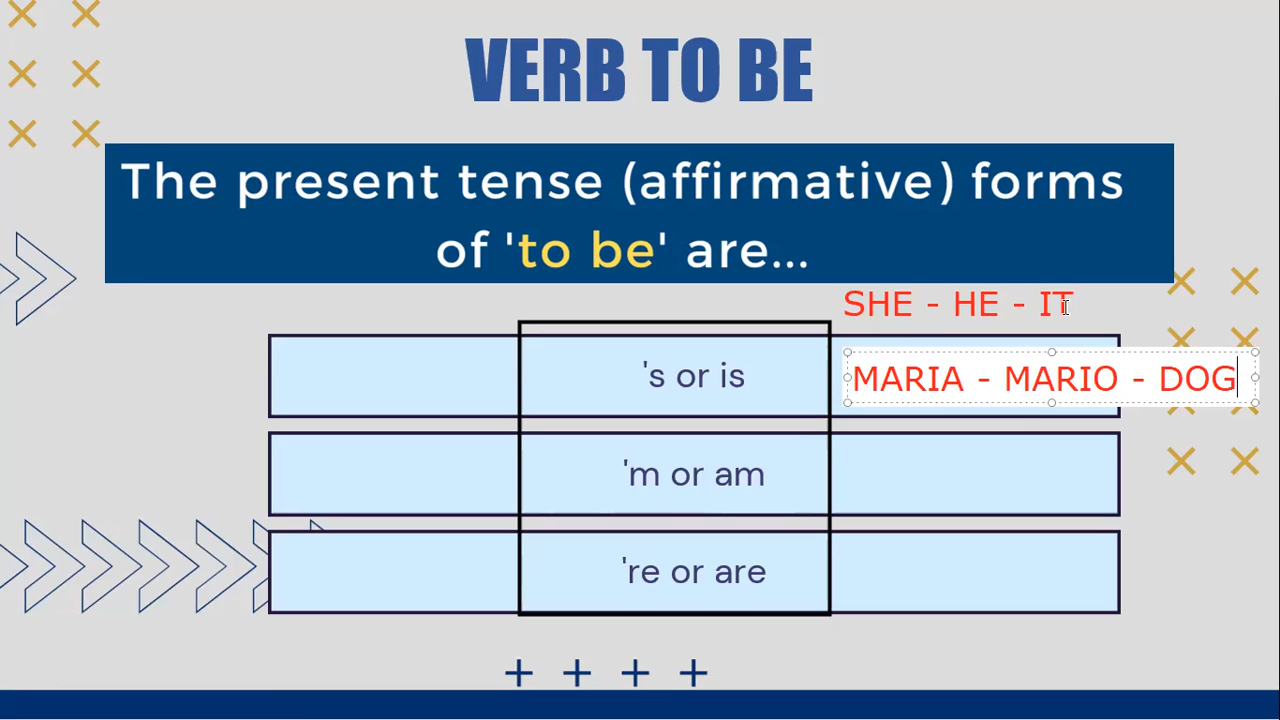 VERB TO BE
The present tense (affirmative) forms
of 'to be' are...
SHE - HE - IT
's or is
MARIA - MARIO - DOG
'm or am
're or are